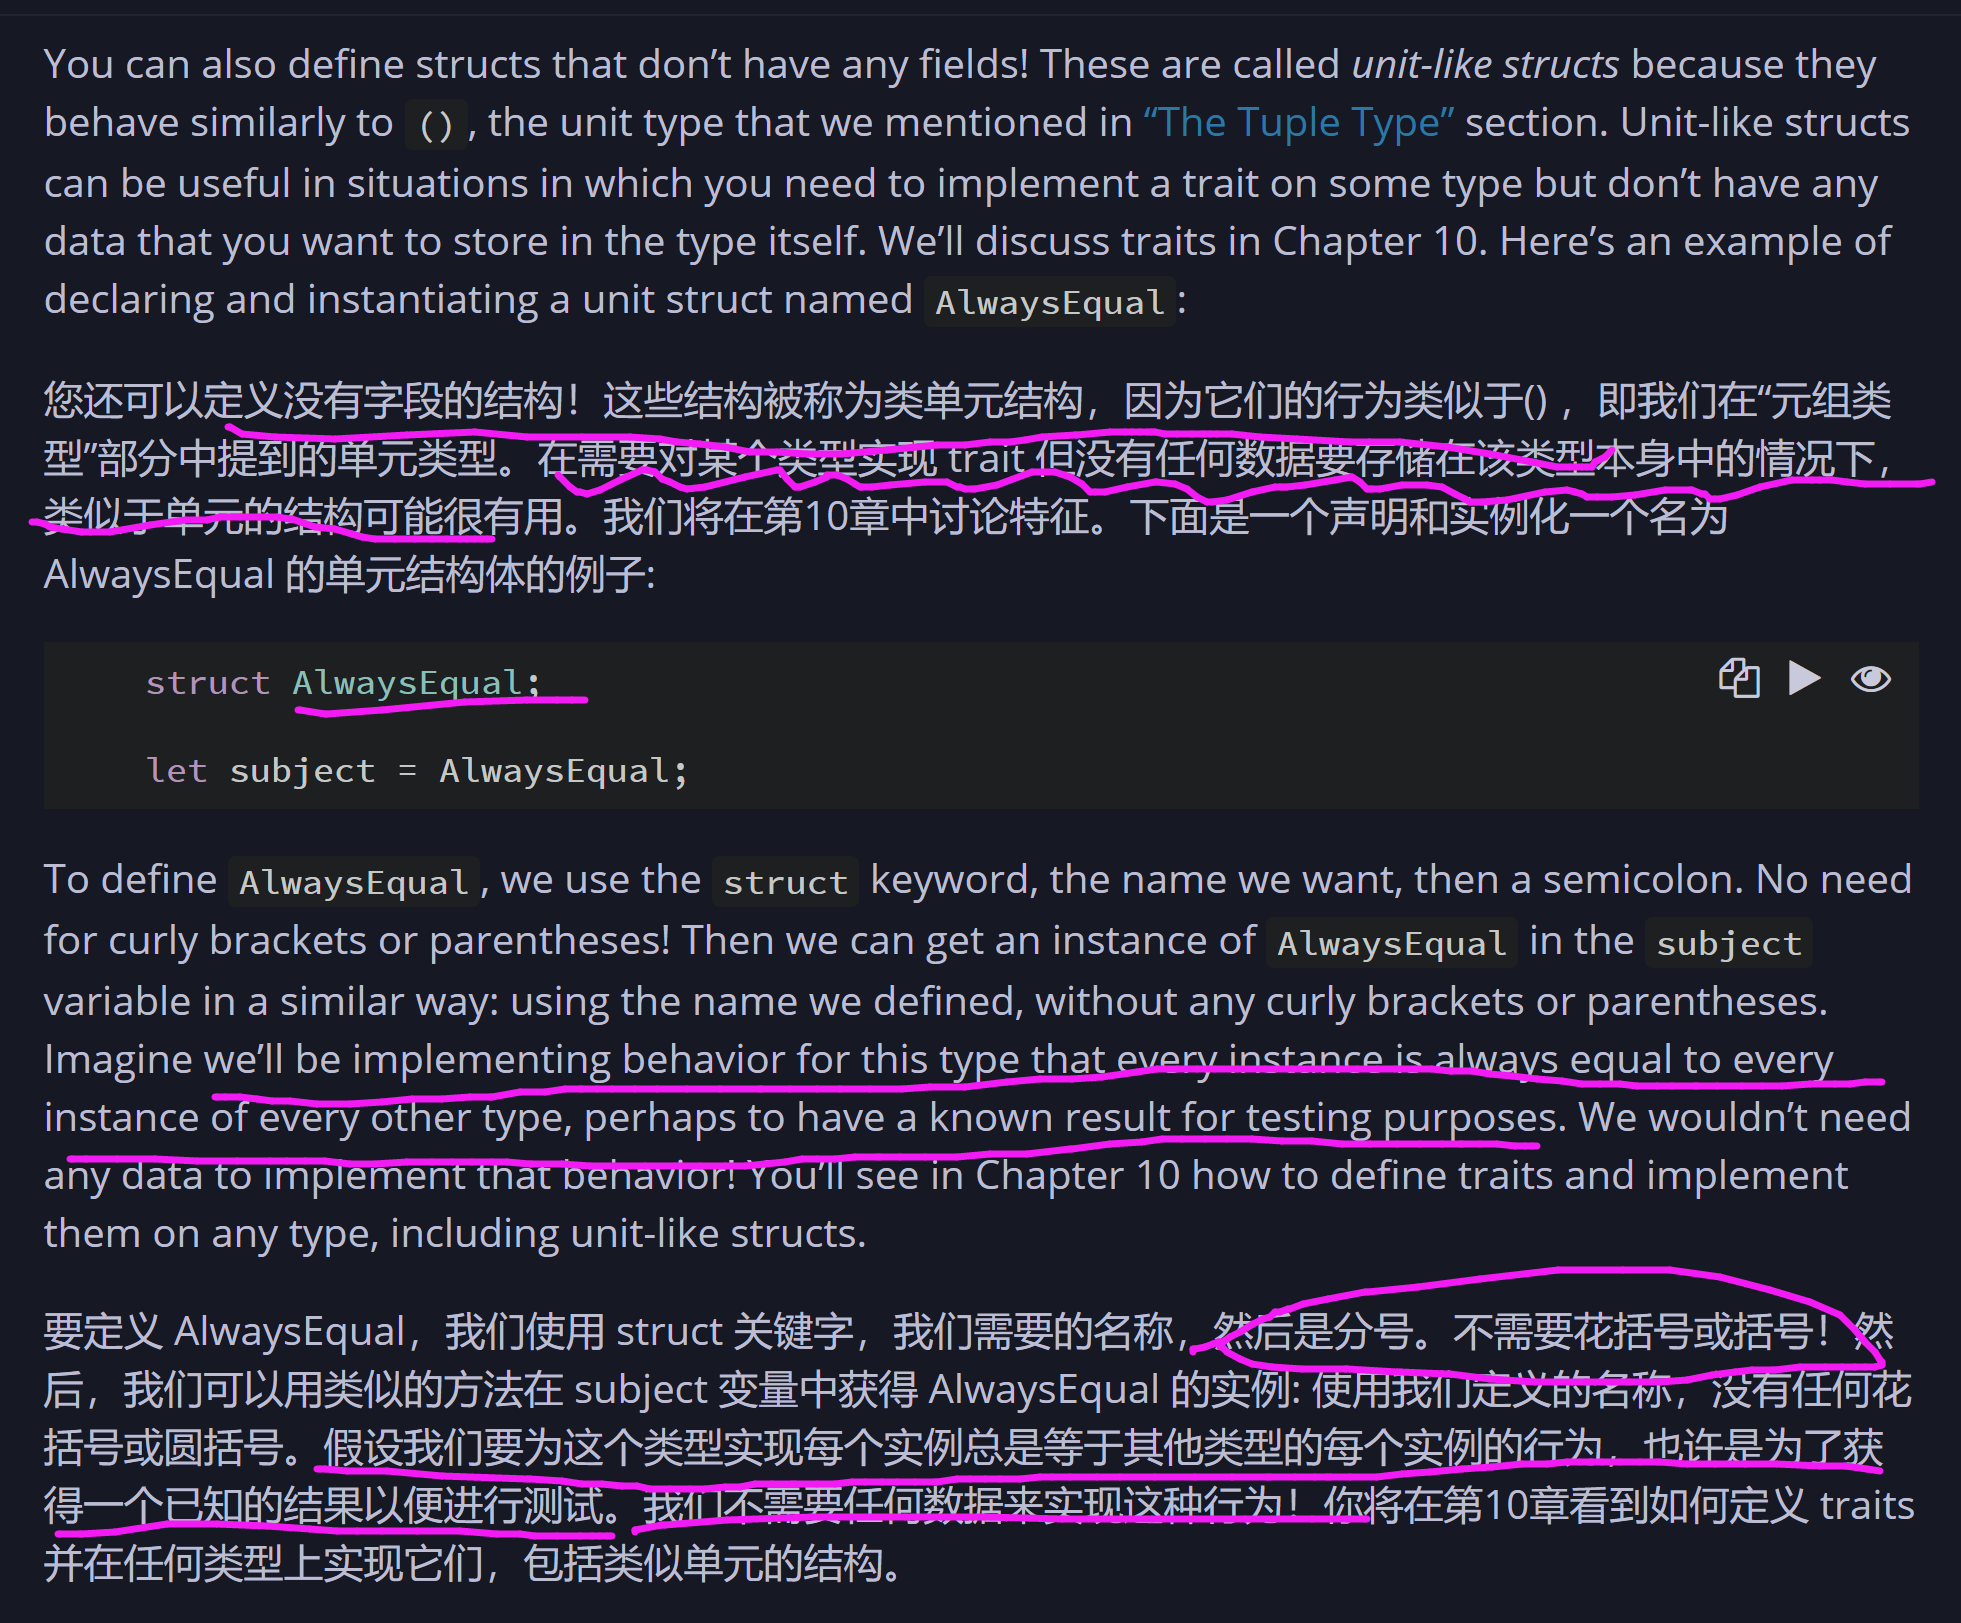 You can also define structs that don’t have any fields! These are called unit-like structs because they
behave similarly to (), the unit type that we mentioned in “The Tuple Type” section. Unit-like structs
can be useful in situations in which you need to implement a trait on some type but don’t have any
data that you want to store in the type itself. We’ll discuss traits in Chapter 10. Here’s an example of
declaring and instantiating a unit struct named AlwaysEqual:
您还可以定义没有字段的结构！这些结构被称为类单元结构，因为它们的行为类似于() ，即我们在“元组类
型”部分中提到的单元类型。在需要对某个类型实现 trait 但没有任何数据要存储在该类型本身中的情况下，
类似于单元的结构可能很有用。我们将在第10章中讨论特征。下面是一个声明和实例化一个名为
AlwaysEqual 的单元结构体的例子:
struct AlwaysEqual;
let subject = AlwaysEqual;
To define AlwaysEqual, we use the struct keyword, the name we want, then a semicolon. No need
for curly brackets or parentheses! Then we can get an instance of AlwaysEqual in the subject
variable in a similar way: using the name we defined, without any curly brackets or parentheses.
Imagine we’ll be implementing behavior for this type that every instance is always equal to every
instance of every other type, perhaps to have a known result for testing purposes. We wouldn’t need
any data to implement that behavior! You’ll see in Chapter 10 how to define traits and implement
them on any type, including unit-like structs.
要定义 AlwaysEqual，我们使用 struct 关键字，我们需要的名称，然后是分号。不需要花括号或括号！然
后，我们可以用类似的方法在 subject 变量中获得 AlwaysEqual 的实例: 使用我们定义的名称，没有任何花
括号或圆括号。假设我们要为这个类型实现每个实例总是等于其他类型的每个实例的行为，也许是为了获
得一个已知的结果以便进行测试。我们不需要任何数据来实现这种行为！你将在第10章看到如何定义 traits
并在任何类型上实现它们，包括类似单元的结构。